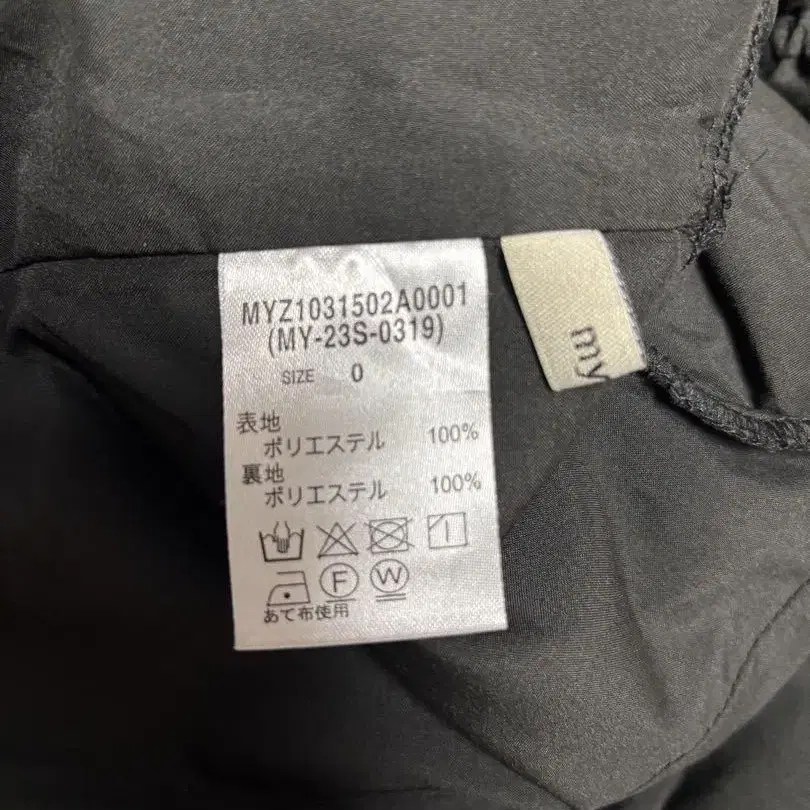 MYZ1031502A0001
(MY-23S-0319)
SIZE 0
表地
ポリエステル 100%
裏地
ポリエステル 100%
F W
あて布使用
my